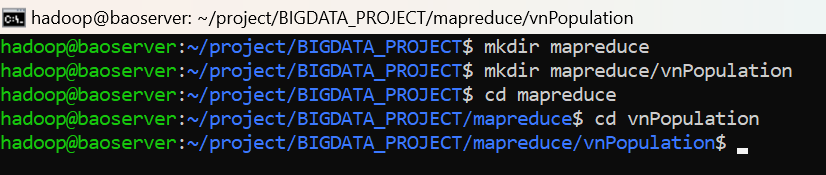 hadoop@baoserver: ~/project/BIGDATA_PROJECT/mapreduce/vnPopulation
hadoop@baoserver:~/project/BIGDATA_PROJECT$ mkdir mapreduce
hadoop@baoserver:~/project/BIGDATA_PROJECT$ mkdir mapreduce/vnPopulation
hadoop@baoserver:~/project/BIGDATA_PROJECT$ cd mapreduce
hadoop@baoserver:~/project/BIGDATA_PROJECT/mapreduce$ cd vnPopulation
hadoop@baoserver:~/project/BIGDATA_PROJECT/mapreduce/vnPopulation$